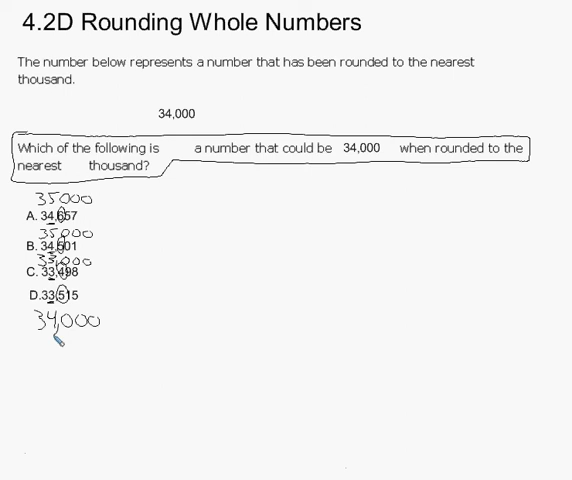 4.2D Rounding Whole Numbers
The number below represents a number that has been rounded to the nearest
thousand.
34,000
Which of the following is a number that could be 34,000 when rounded to the
nearest thousand?
35000
A. 34,657
35,000
B. 34,501
33,000
C. 33,498
D.33,515
34,000